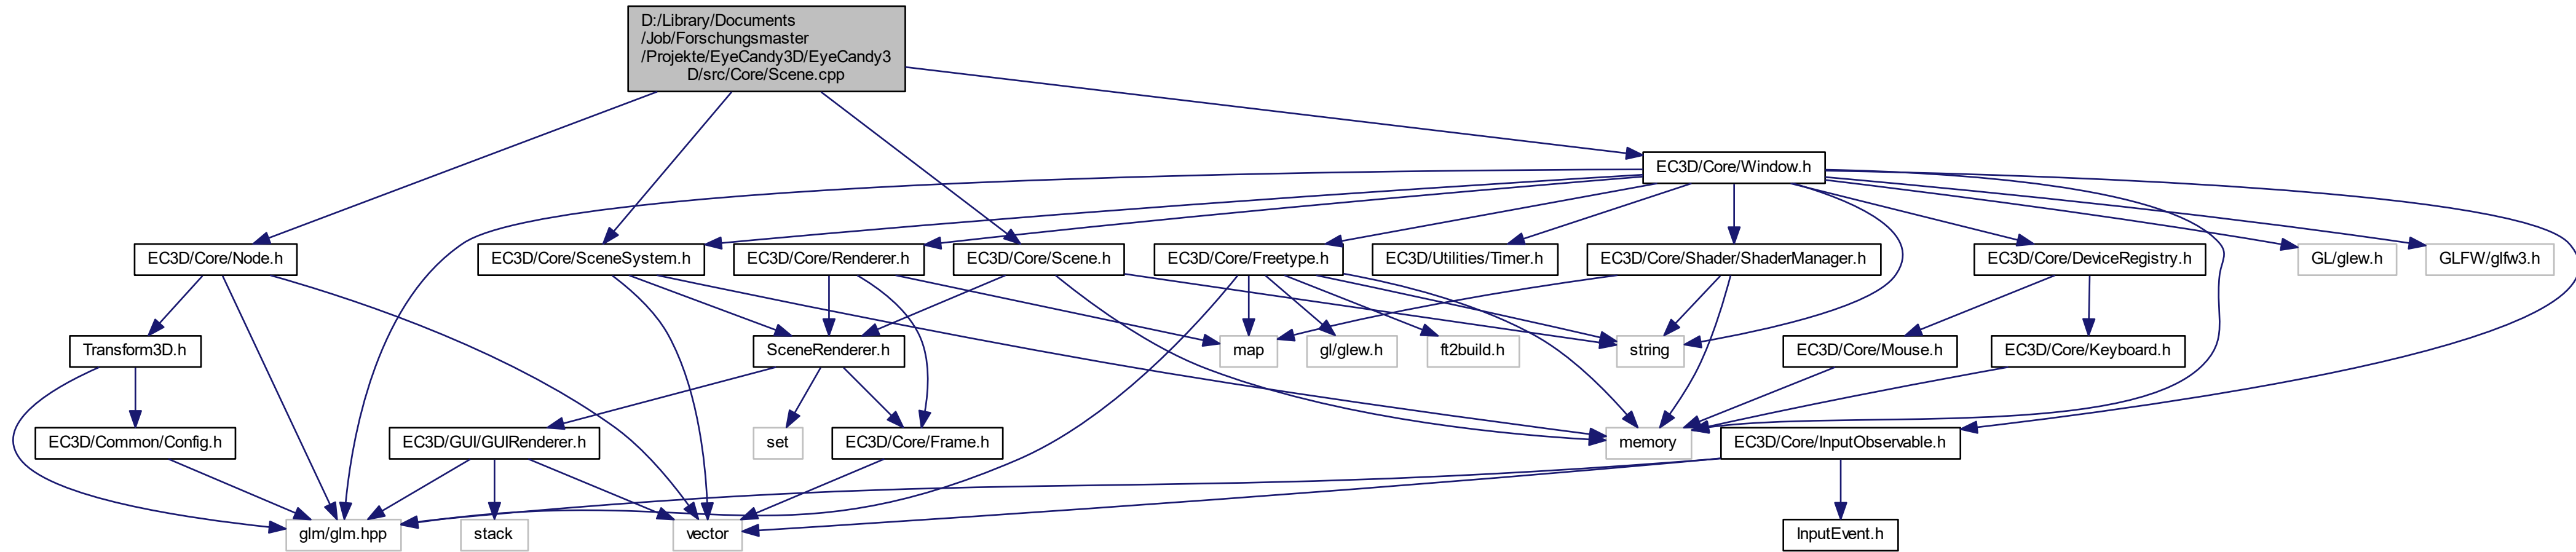 D:/Library/Documents
/Job/Forschungsmaster
/Projekte/EyeCandy3D/EyeCandy3
D/src/Core/Scene.cpp
EC3D/Core/Window.h
EC3D/Core/Node.h
EC3D/Core/SceneSystem.h
EC3D/Core/Renderer.h
EC3D/Core/Scene.h
EC3D/Core/Freetype.h
EC3D/Utilities/Timer.h
EC3D/Core/Shader/ShaderManager.h
EC3D/Core/DeviceRegistry.h
GL/glew.h
GLFW/glfw3.h
Transform3D.h
SceneRenderer.h
map
gl/glew.h
ft2build.h
string
EC3D/Core/Mouse.h
EC3D/Core/Keyboard.h
EC3D/Common/Config.h
EC3D/GUI/GUIRenderer.h
set
EC3D/Core/Frame.h
memory
EC3D/Core/InputObservable.h
glm/glm.hpp
stack
vector
InputEvent.h